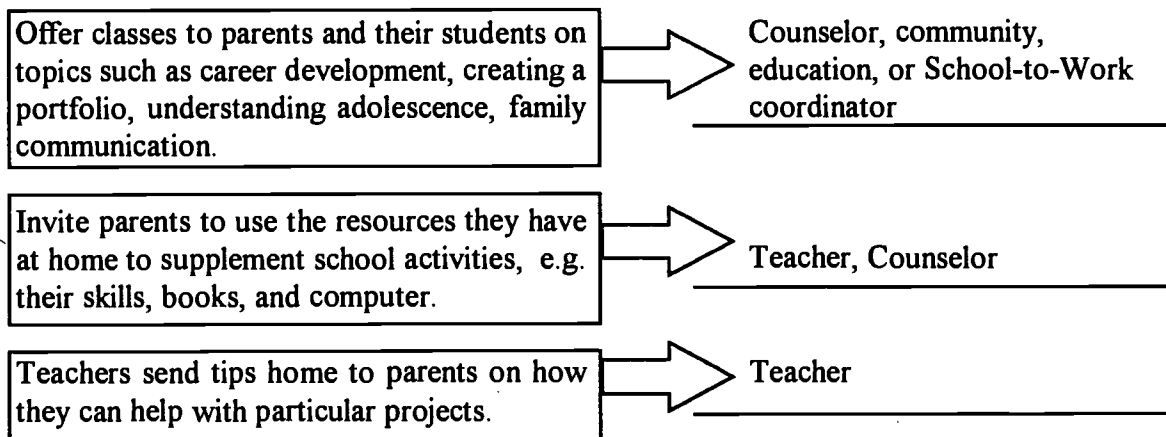 Offer classes to parents and their students on
topics such as career development, creating a
portfolio, understanding adolescence, family
communication.
Counselor, community,
education, or School-to-Work
coordinator
Invite parents to use the resources they have
at home to supplement school activities, e.g.
their skills, books, and computer.
Teacher, Counselor
Teachers send tips home to parents on how
they can help with particular projects.
Teacher